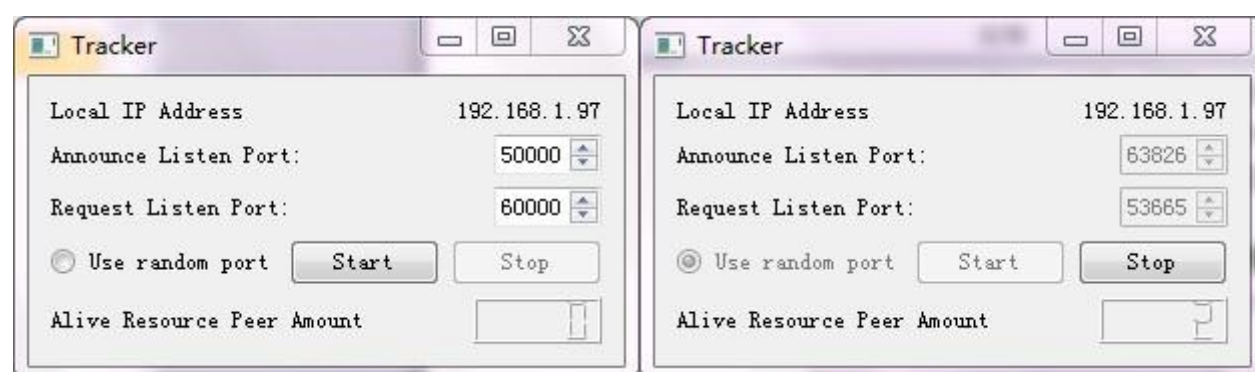 Tracker
Local IP Address 192.168.1.97
Announce Listen Port: 50000
Request Listen Port: 60000
Use random port Start Stop
Alive Resource Peer Amount 0
Tracker
Local IP Address 192.168.1.97
Announce Listen Port: 63826
Request Listen Port: 53665
Use random port Start Stop
Alive Resource Peer Amount 2